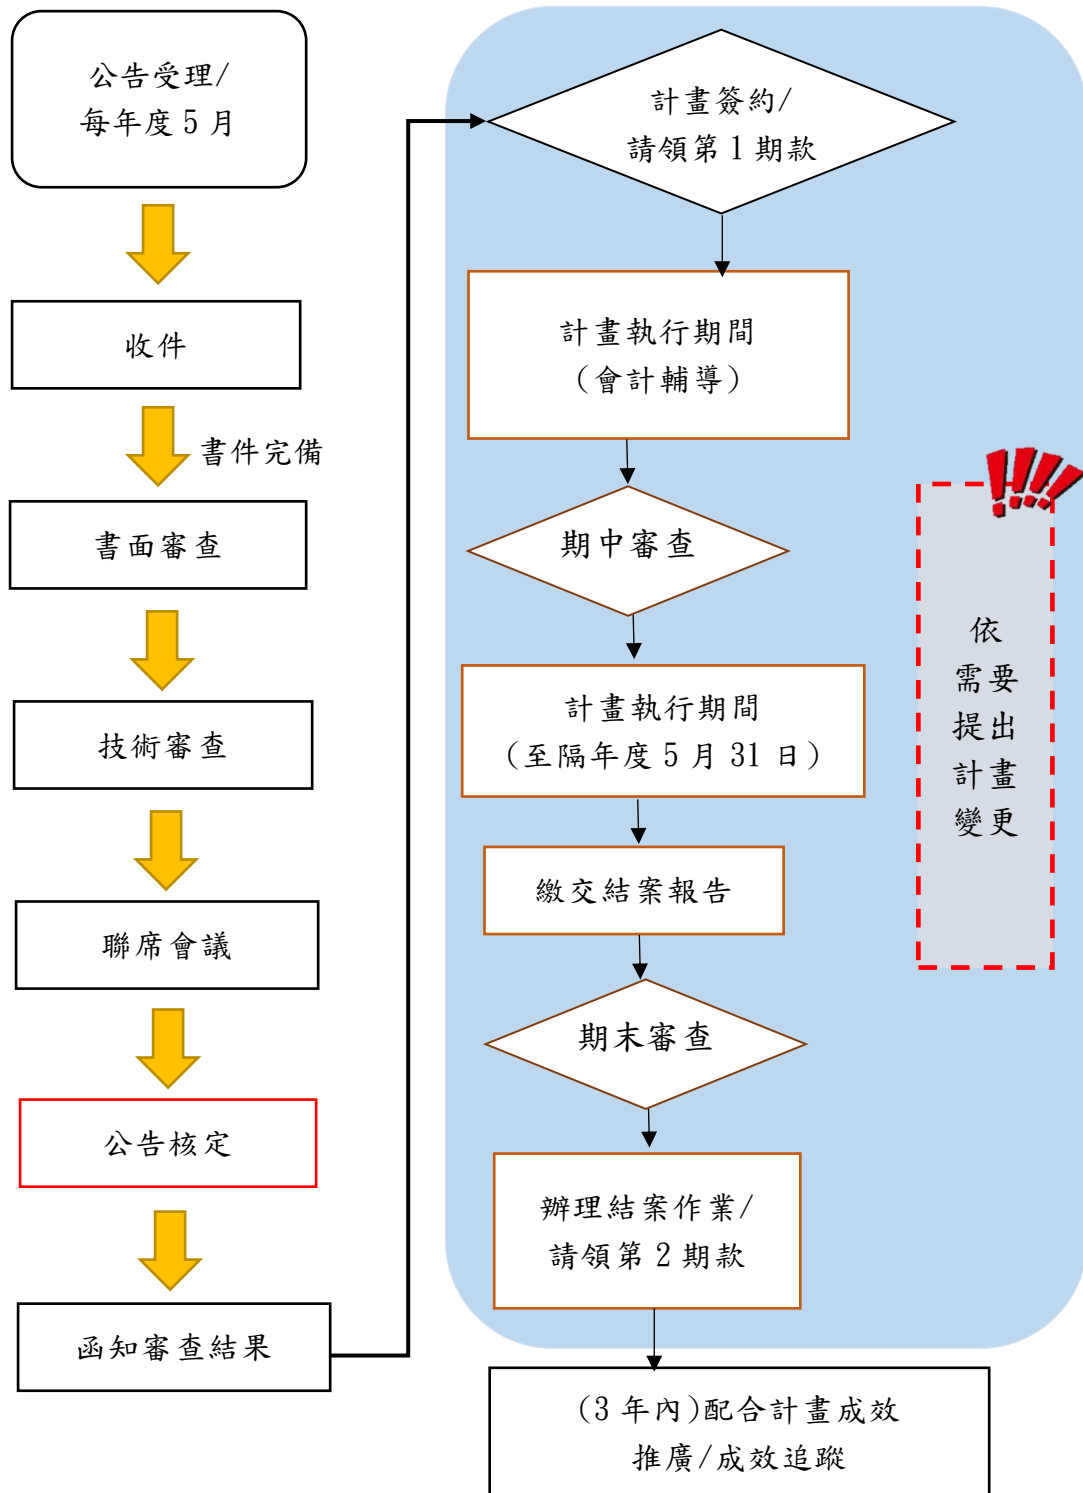 公告受理/
每年度 5 月
收件
書件完備
書面審查
技術審查
聯席會議
公告核定
函知審查結果
計畫簽約/
請領第 1 期款
計畫執行期間
(會計輔導)
期中審查
計畫執行期間
(至隔年度 5 月 31 日)
繳交結案報告
期末審查
辦理結案作業/
請領第 2 期款
(3 年內)配合計畫成效
推廣/成效追蹤
依
需要
提出
計畫
變更